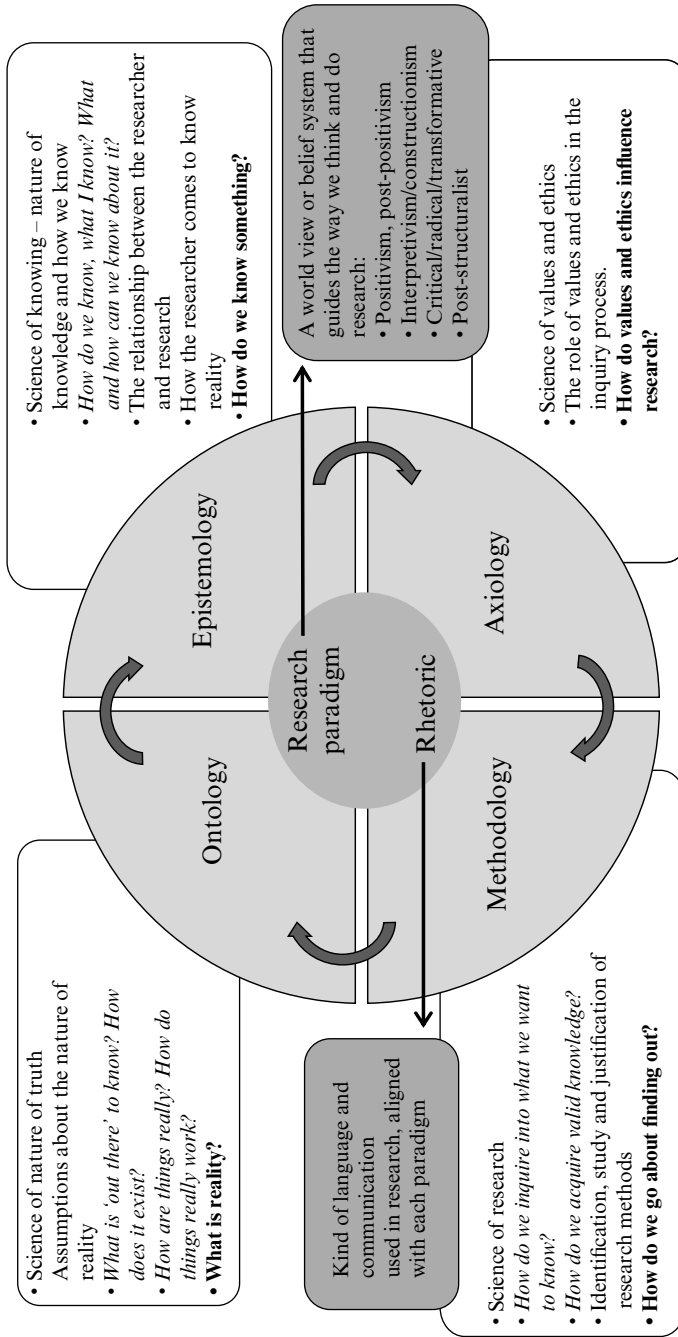 • Science of nature of truth
Assumptions about the nature of
reality
• What is ‘out there’ to know? How
does it exist?
• How are things really? How do
things really work?
• What is reality?
• Science of knowing – nature of
knowledge and how we know
• How do we know, what I know? What
and how can we know about it?
• The relationship between the researcher
and research
• How the researcher comes to know
reality
• How do we know something?
Ontology
Epistemology
Research
paradigm
Rhetoric
Methodology
Axiology
Kind of language and
communication
used in research, aligned
with each paradigm
A world view or belief system that
guides the way we think and do
research:
• Positivism, post-positivism
• Interpretivism/constructionism
• Critical/radical/transformative
• Post-structuralist
• Science of research
• How do we inquire into what we want
to know?
• How do we acquire valid knowledge?
• Identification, study and justification of
research methods
• How do we go about finding out?
• Science of values and ethics
• The role of values and ethics in the
inquiry process.
• How do values and ethics influence
research?